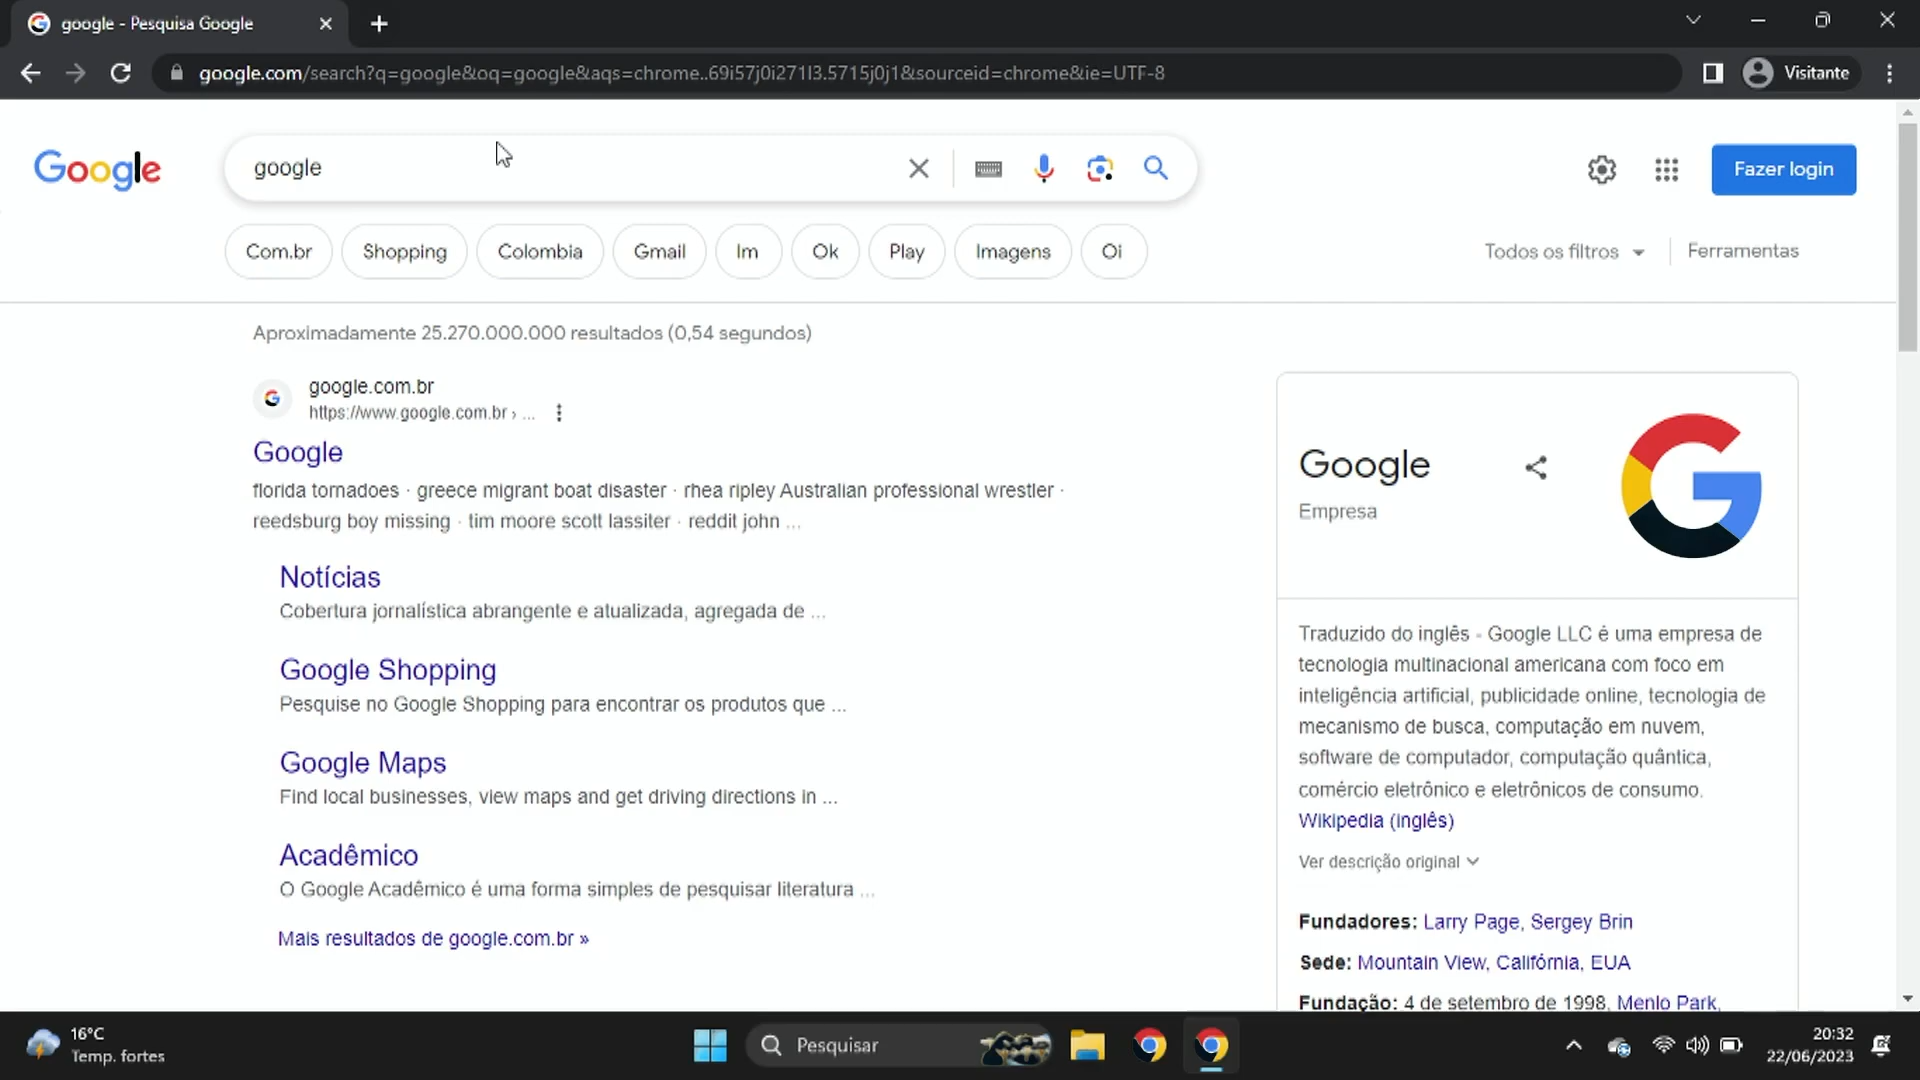 google - Pesquisa Google
google.com/search?q=google&oq=google&aqs=chrome..69i57j0i271l3.5715j0j1&sourceid=chrome&ie=UTF-8
Visitante
Google
google
Fazer login
Com.br
Shopping
Colombia
Gmail
Im
Ok
Play
Imagens
Oi
Todos os filtros
Ferramentas
Aproximadamente 25.270.000.000 resultados (0,54 segundos)
google.com.br
https://www.google.com.br › ...
Google
florida tornadoes · greece migrant boat disaster · rhea ripley Australian professional wrestler ·
reedsburg boy missing · tim moore scott lassiter · reddit john ...
Notícias
Cobertura jornalística abrangente e atualizada, agregada de ...
Google Shopping
Pesquise no Google Shopping para encontrar os produtos que ...
Google Maps
Find local businesses, view maps and get driving directions in ...
Acadêmico
O Google Acadêmico é uma forma simples de pesquisar literatura ...
Mais resultados de google.com.br »
Google
Empresa
Traduzido do inglês - Google LLC é uma empresa de
tecnologia multinacional americana com foco em
inteligência artificial, publicidade online, tecnologia de
mecanismo de busca, computação em nuvem,
software de computador, computação quântica,
comércio eletrônico e eletrônicos de consumo.
Wikipedia (inglês)
Ver descrição original
Fundadores: Larry Page, Sergey Brin
Sede: Mountain View, Califórnia, EUA
Fundação: 4 de setembro de 1998, Menlo Park,
16°C
Temp. fortes
Pesquisar
20:32
22/06/2023